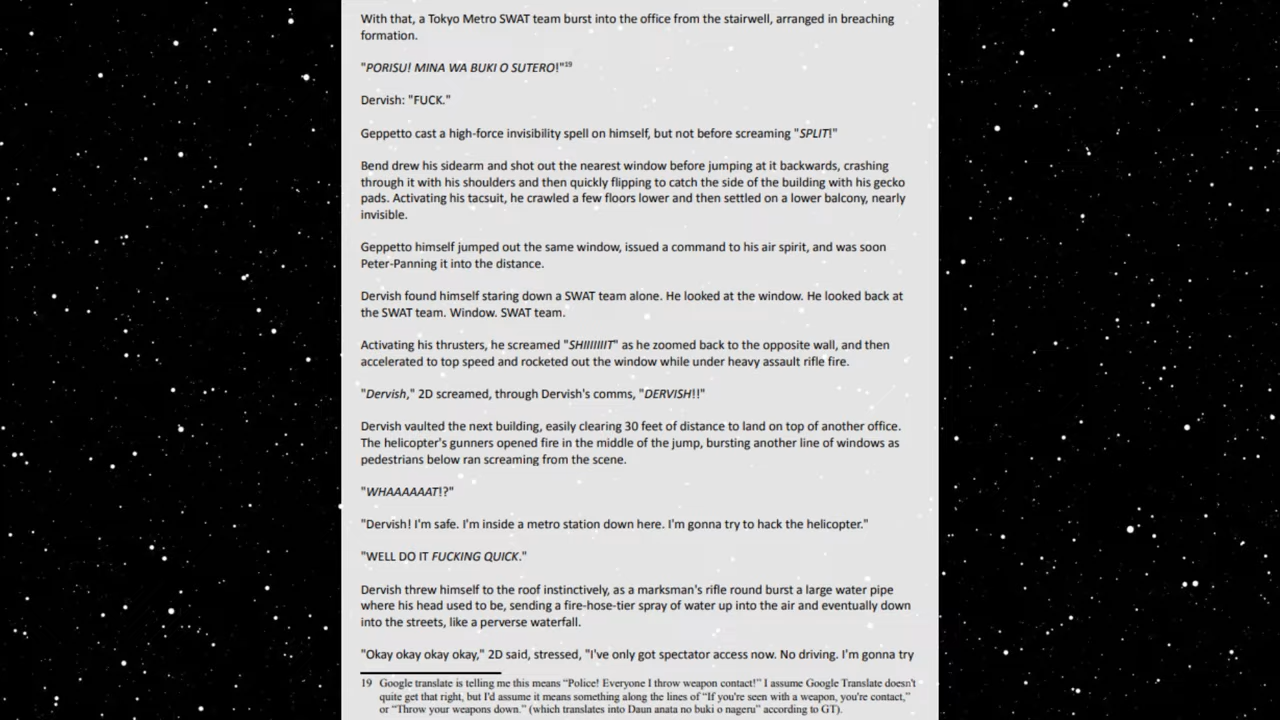 With that, a Tokyo Metro SWAT team burst into the office from the stairwell, arranged in breaching
formation.
"PORISU! MINA WA BUKI O SUTERO!"19
Dervish: "FUCK."
Geppetto cast a high-force invisibility spell on himself, but not before screaming "SPLIT!"
Bend drew his sidearm and shot out the nearest window before jumping at it backwards, crashing
through it with his shoulders and then quickly flipping to catch the side of the building with his gecko
pads. Activating his tacsuit, he crawled a few floors lower and then settled on a lower balcony, nearly
invisible.
Geppetto himself jumped out the same window, issued a command to his air spirit, and was soon
Peter-Panning it into the distance.
Dervish found himself staring down a SWAT team alone. He looked at the window. He looked back at
the SWAT team. Window. SWAT team.
Activating his thrusters, he screamed "SHIIIIIIIT" as he zoomed back to the opposite wall, and then
accelerated to top speed and rocketed out the window while under heavy assault rifle fire.
"Dervish," 2D screamed, through Dervish's comms, "DERVISH!!"
Dervish vaulted the next building, easily clearing 30 feet of distance to land on top of another office.
The helicopter's gunners opened fire in the middle of the jump, bursting another line of windows as
pedestrians below ran screaming from the scene.
"WHAAAAAAT!?"
"Dervish! I'm safe. I'm inside a metro station down here. I'm gonna try to hack the helicopter."
"WELL DO IT FUCKING QUICK."
Dervish threw himself to the roof instinctively, as a marksman's rifle round burst a large water pipe
where his head used to be, sending a fire-hose-tier spray of water up into the air and eventually down
into the streets, like a perverse waterfall.
"Okay okay okay okay," 2D said, stressed, "I've only got spectator access now. No driving. I'm gonna try
19 Google translate is telling me this means “Police! Everyone I throw weapon contact!” I assume Google Translate doesn't
quite get that right, but I'd assume it means something along the lines of “If you're seen with a weapon, you're contact,”
or “Throw your weapons down.” (which translates into Daun anata no buki o nageru” according to GT).